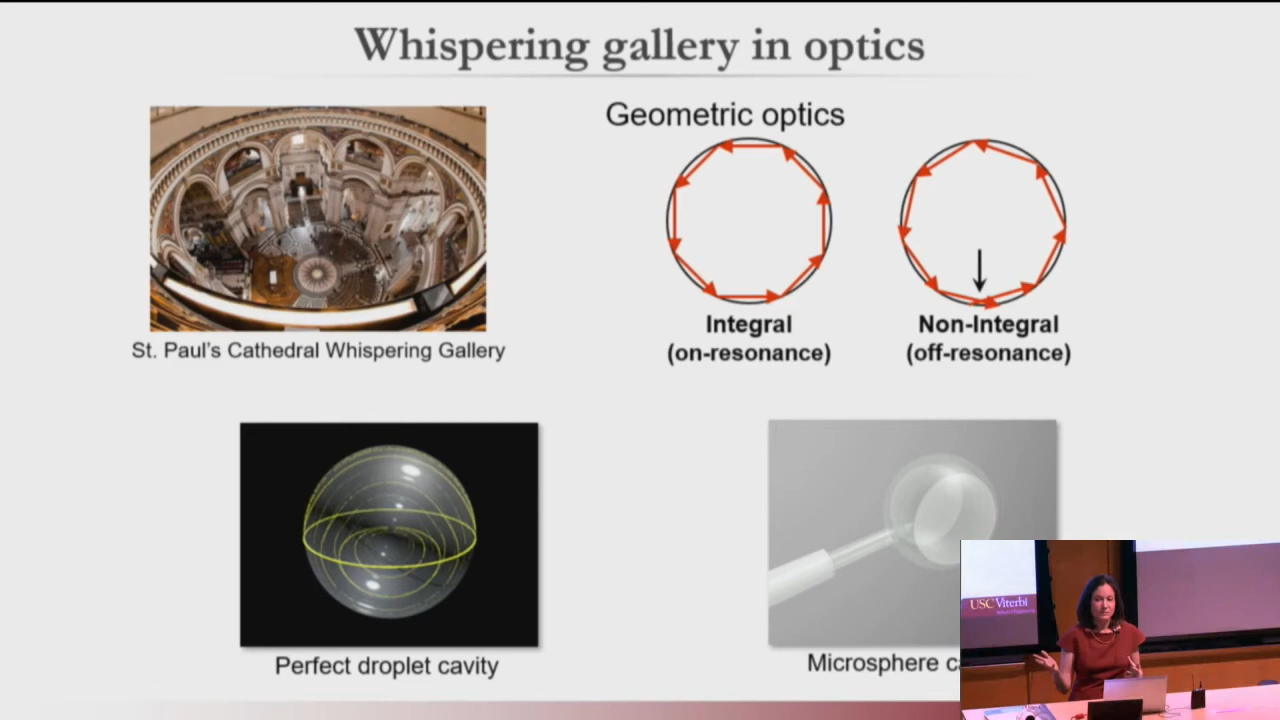 Whispering gallery in optics
Geometric optics
Integral
(on-resonance)
Non-Integral
(off-resonance)
St. Paul's Cathedral Whispering Gallery
Perfect droplet cavity
Microsphere
USC Viterbi